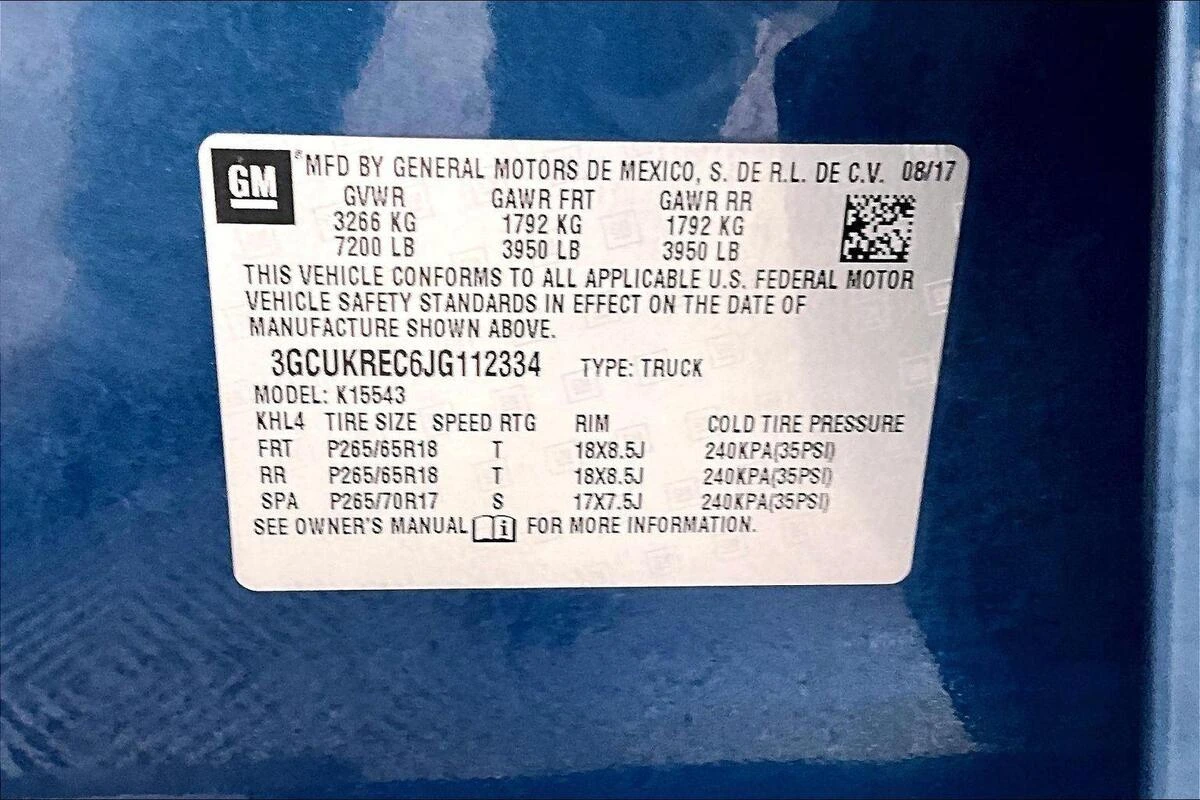 GM ® MFD BY GENERAL MOTORS DE MEXICO, S. DE R.L. DE C.V. 08/17
GVWR GAWR FRT GAWR RR
3266 KG 1792 KG 1792 KG
7200 LB 3950 LB 3950 LB
THIS VEHICLE CONFORMS TO ALL APPLICABLE U.S. FEDERAL MOTOR
VEHICLE SAFETY STANDARDS IN EFFECT ON THE DATE OF
MANUFACTURE SHOWN ABOVE.
3GCUKREC6JG112334 TYPE: TRUCK
MODEL: K15543
KHL4 TIRE SIZE SPEED RTG RIM COLD TIRE PRESSURE
FRT P265/65R18 T 18X8.5J 240KPA(35PSI)
RR P265/65R18 T 18X8.5J 240KPA(35PSI)
SPA P265/70R17 S 17X7.5J 240KPA(35PSI)
SEE OWNER'S MANUAL i FOR MORE INFORMATION.